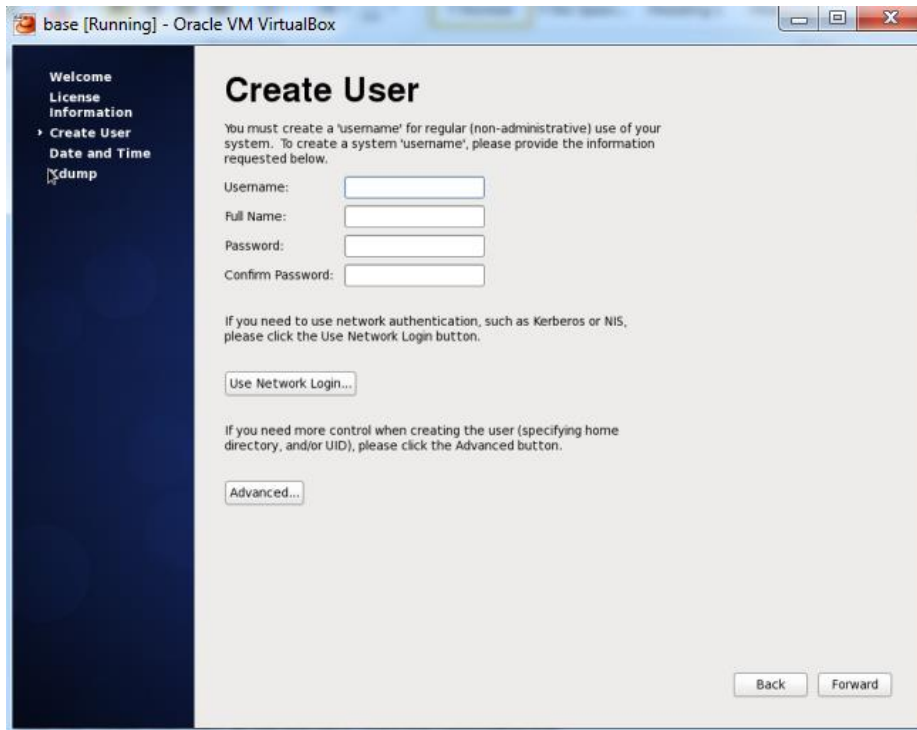 base [Running] - Oracle VM VirtualBox
Welcome
License
Information
Create User
Date and Time
Kdump
Create User
You must create a 'username' for regular (non-administrative) use of your
system. To create a system 'username', please provide the information
requested below.
Username:
Full Name:
Password:
Confirm Password:
If you need to use network authentication, such as Kerberos or NIS,
please click the Use Network Login button.
Use Network Login...
If you need more control when creating the user (specifying home
directory, and/or UID), please click the Advanced button.
Advanced...
Back
Forward